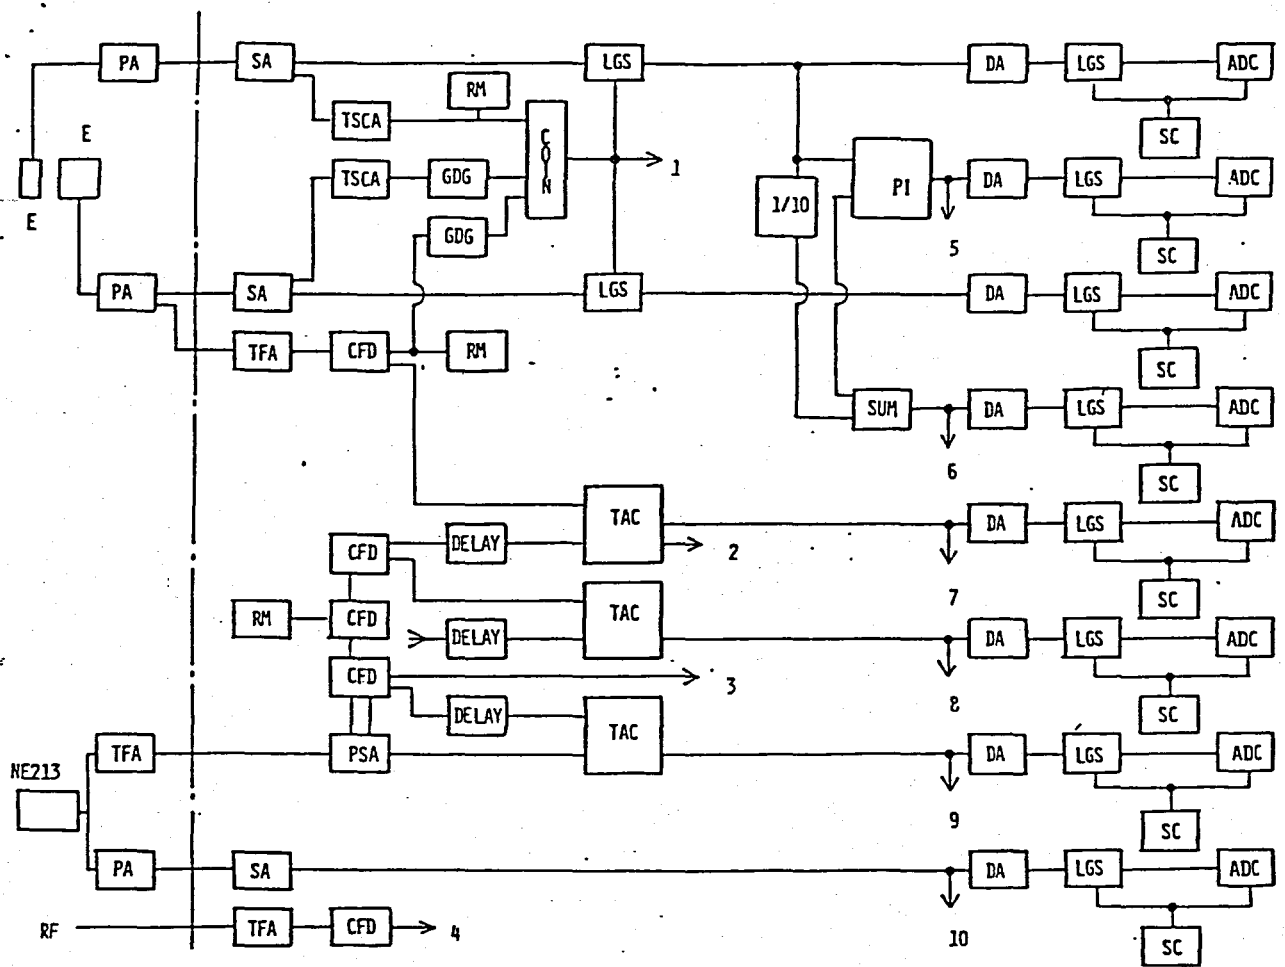 PA SA LGS DA LGS ADC
RM
TSCA COIN SC
E
TSCA GDG 1 PI DA LGS ADC
1/10
E
GDG 5 SC
PA SA LGS DA LGS ADC
TFA CFD RM SC
SUM DA LGS ADC
6 SC
TAC DA LGS ADC
CFD DELAY 2
7 SC
RM CFD TAC
DELAY DA LGS ADC
CFD 3
8 SC
DELAY TAC
TFA PSA DA LGS ADC
NE213
9 SC
PA SA DA LGS ADC
RF TFA CFD 4 10 SC